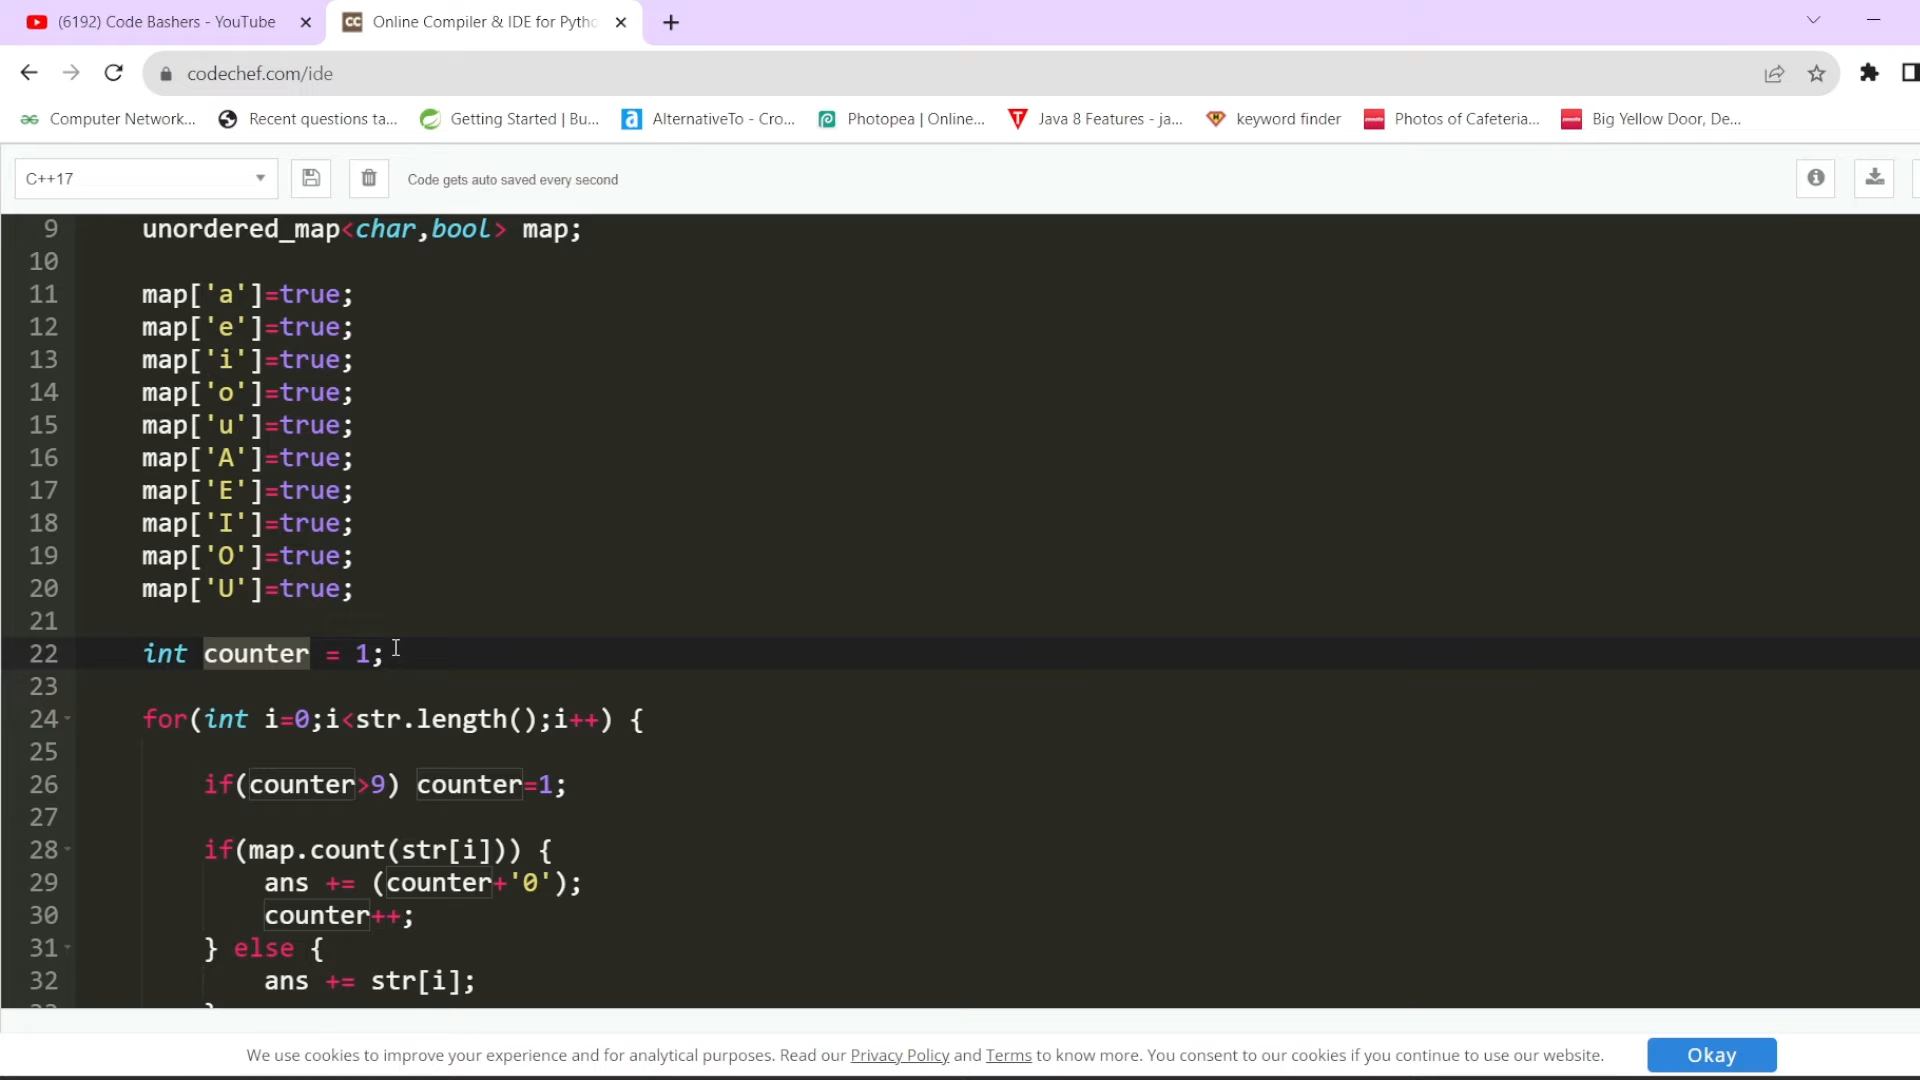 (6192) Code Bashers - YouTube
Online Compiler & IDE for Pytho
codechef.com/ide
Computer Network...
Recent questions ta...
Getting Started | Bu...
AlternativeTo - Cro...
Photopea | Online...
Java 8 Features - ja...
keyword finder
Photos of Cafeteria...
Big Yellow Door, De...
C++17
Code gets auto saved every second
9 unordered_map<char,bool> map;
10
11 map['a']=true;
12 map['e']=true;
13 map['i']=true;
14 map['o']=true;
15 map['u']=true;
16 map['A']=true;
17 map['E']=true;
18 map['I']=true;
19 map['O']=true;
20 map['U']=true;
21
22 int counter = 1;
23
24 for(int i=0;i<str.length();i++) {
25
26 if(counter>9) counter=1;
27
28 if(map.count(str[i])) {
29 ans += (counter+'0');
30 counter++;
31 } else {
32 ans += str[i];
We use cookies to improve your experience and for analytical purposes. Read our Privacy Policy and Terms to know more. You consent to our cookies if you continue to use our website.
Okay